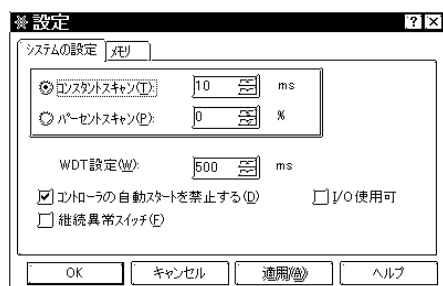 設定
システムの設定 メモリ
コンスタントスキャン(T): 10 ms
パーセントスキャン(P): 0 %
WDT設定(W): 500 ms
コントローラの自動スタートを禁止する(D) I/O使用可
継続異常スイッチ(F)
OK キャンセル 適用(A) ヘルプ